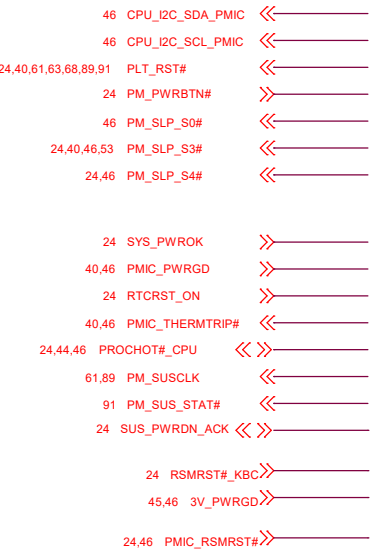 46 CPU_I2C_SDA_PMIC
46 CPU_I2C_SCL_PMIC
24,40,61,63,68,89,91 PLT_RST#
24 PM_PWRBTN#
46 PM_SLP_S0#
24,40,46,53 PM_SLP_S3#
24,46 PM_SLP_S4#
24 SYS_PWROK
40,46 PMIC_PWRGD
24 RTCRST_ON
40,46 PMIC_THERMTRIP#
24,44,46 PROCHOT#_CPU
61,89 PM_SUSCLK
91 PM_SUS_STAT#
24 SUS_PWRDN_ACK
24 RSMRST#_KBC
45,46 3V_PWRGD
24,46 PMIC_RSMRST#